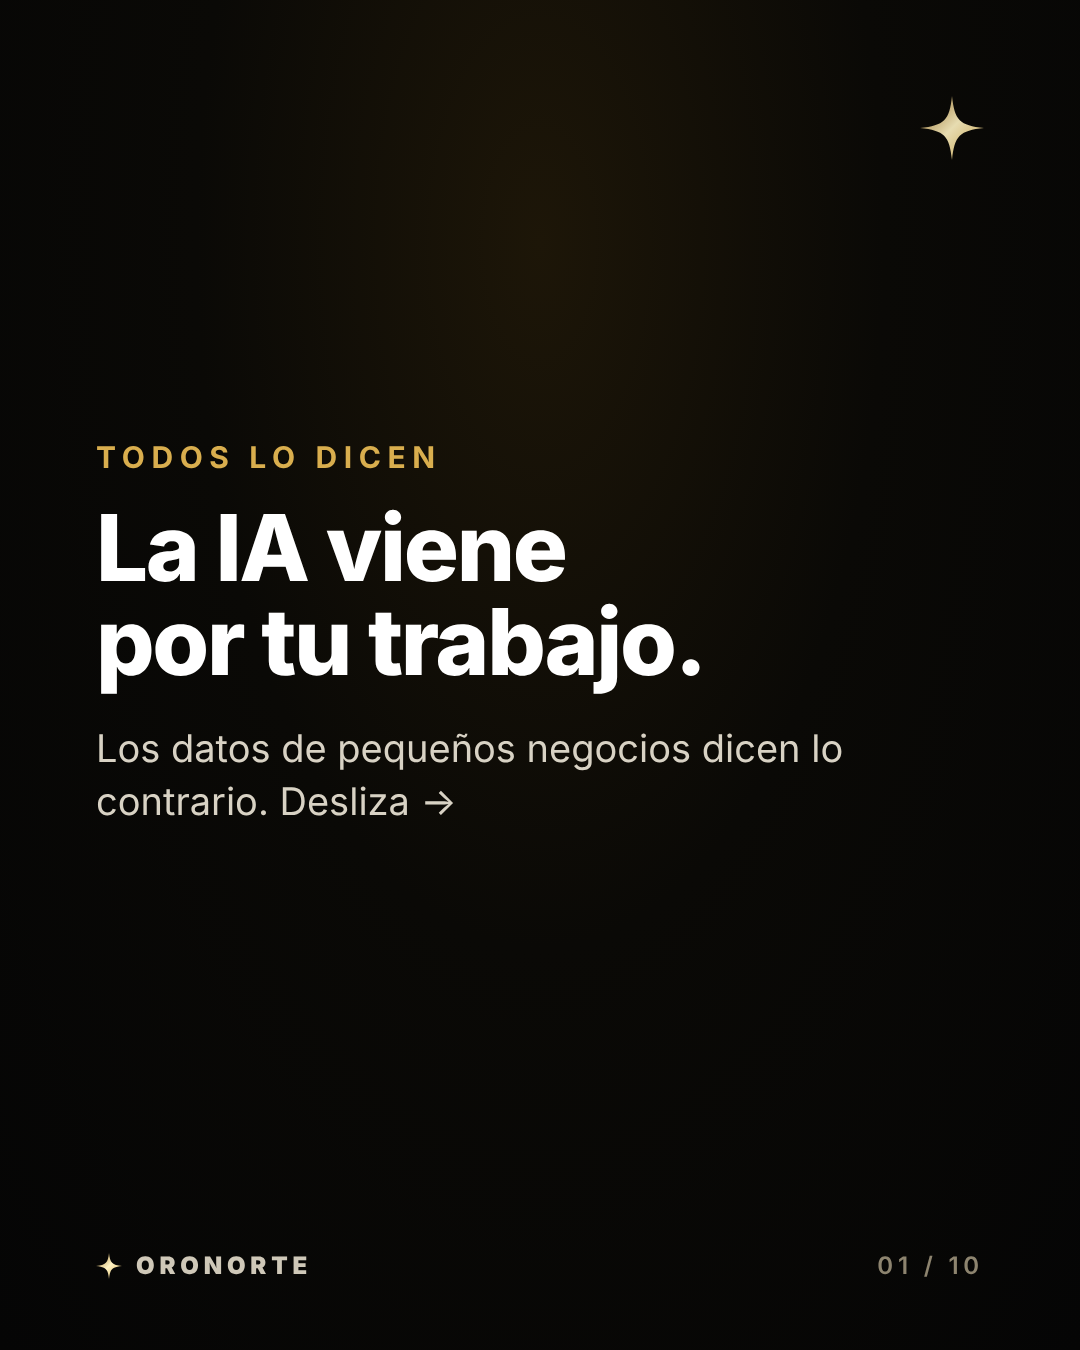 TODOS LO DICEN
La IA viene
por tu trabajo.
Los datos de pequeños negocios dicen lo
contrario. Desliza →
ORONORTE
01 / 10